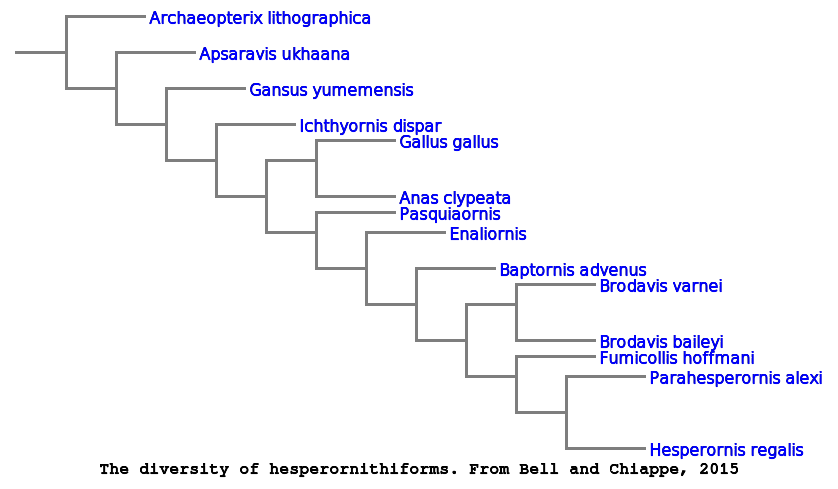 Archaeopterix lithographica
Apsaravis ukhaana
Gansus yumemensis
Ichthyornis dispar
Gallus gallus
Anas clypeata
Pasquiaornis
Enaliornis
Baptornis advenus
Brodavis varnei
Brodavis baileyi
Fumicollis hoffmani
Parahesperornis alexi
Hesperornis regalis
The diversity of hesperornithiforms. From Bell and Chiappe, 2015